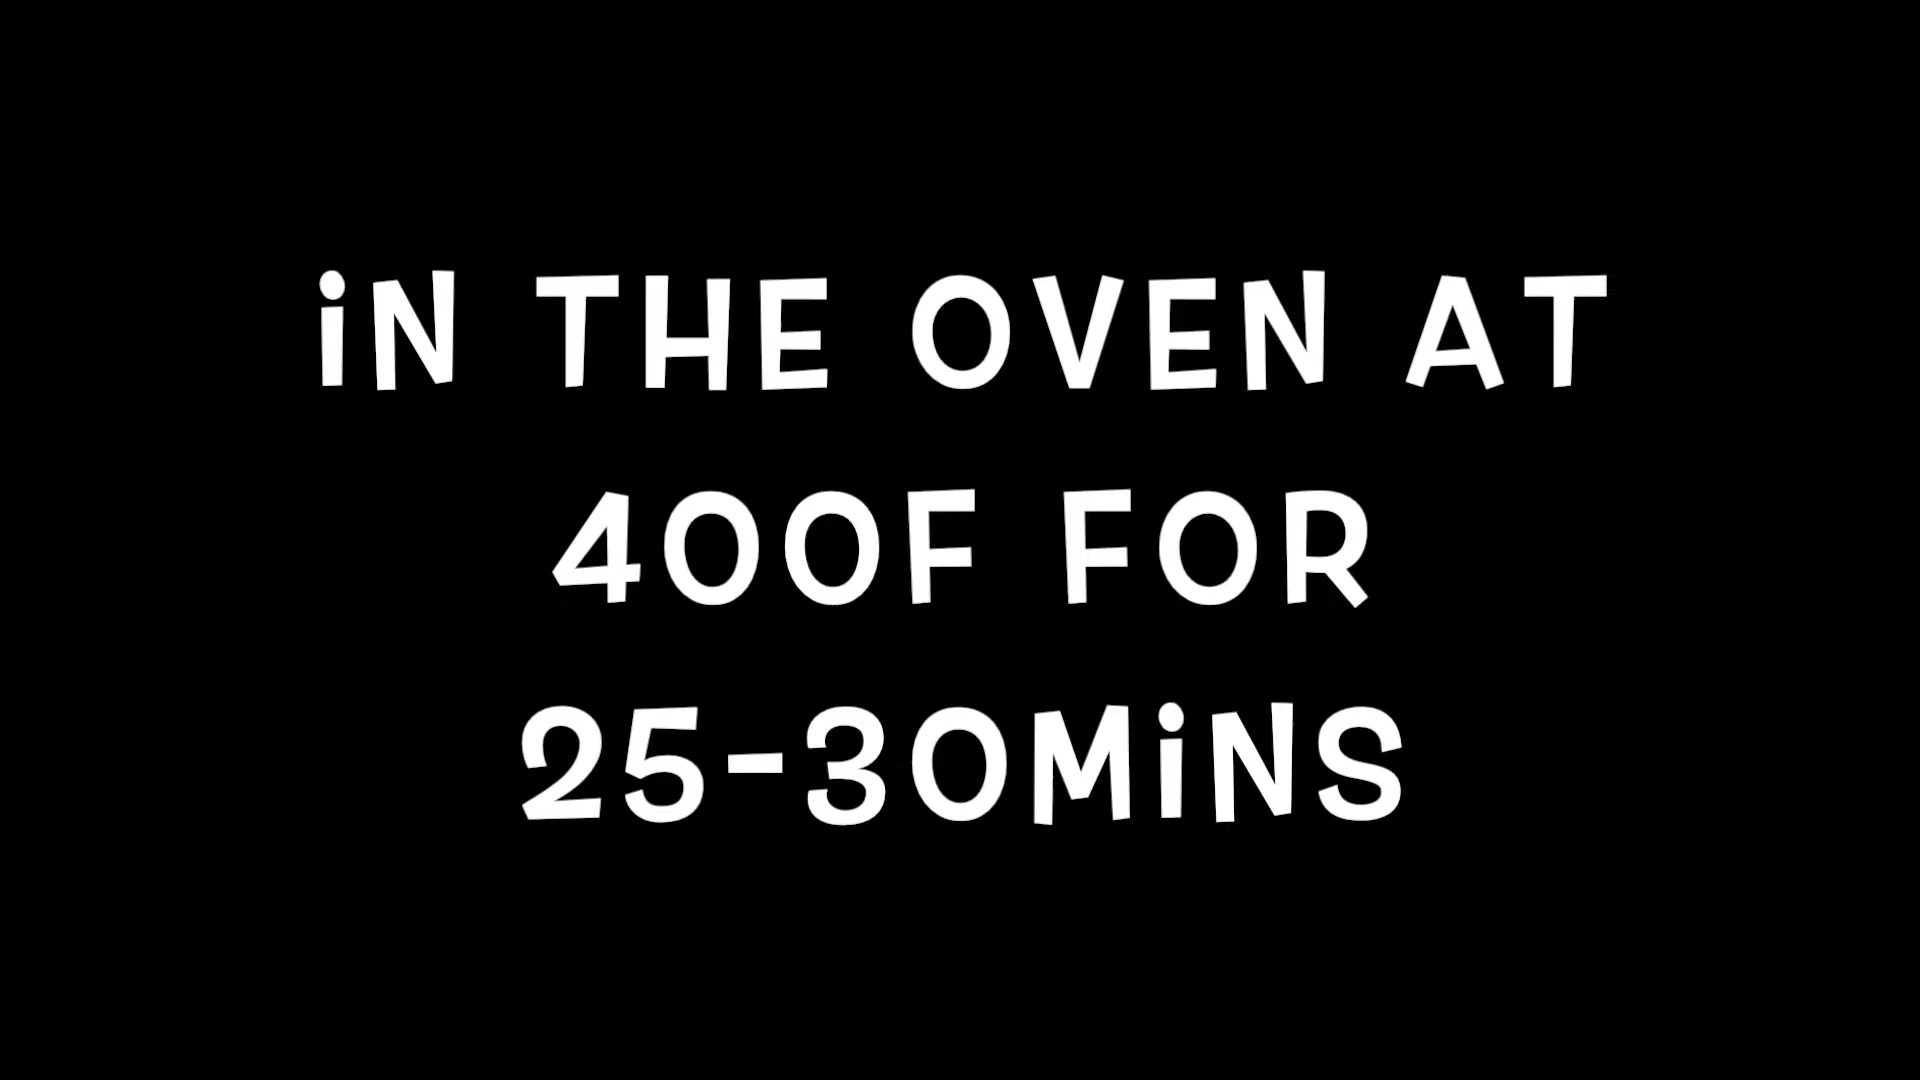 iN THE OVEN AT
400F FOR
25-30MiNS